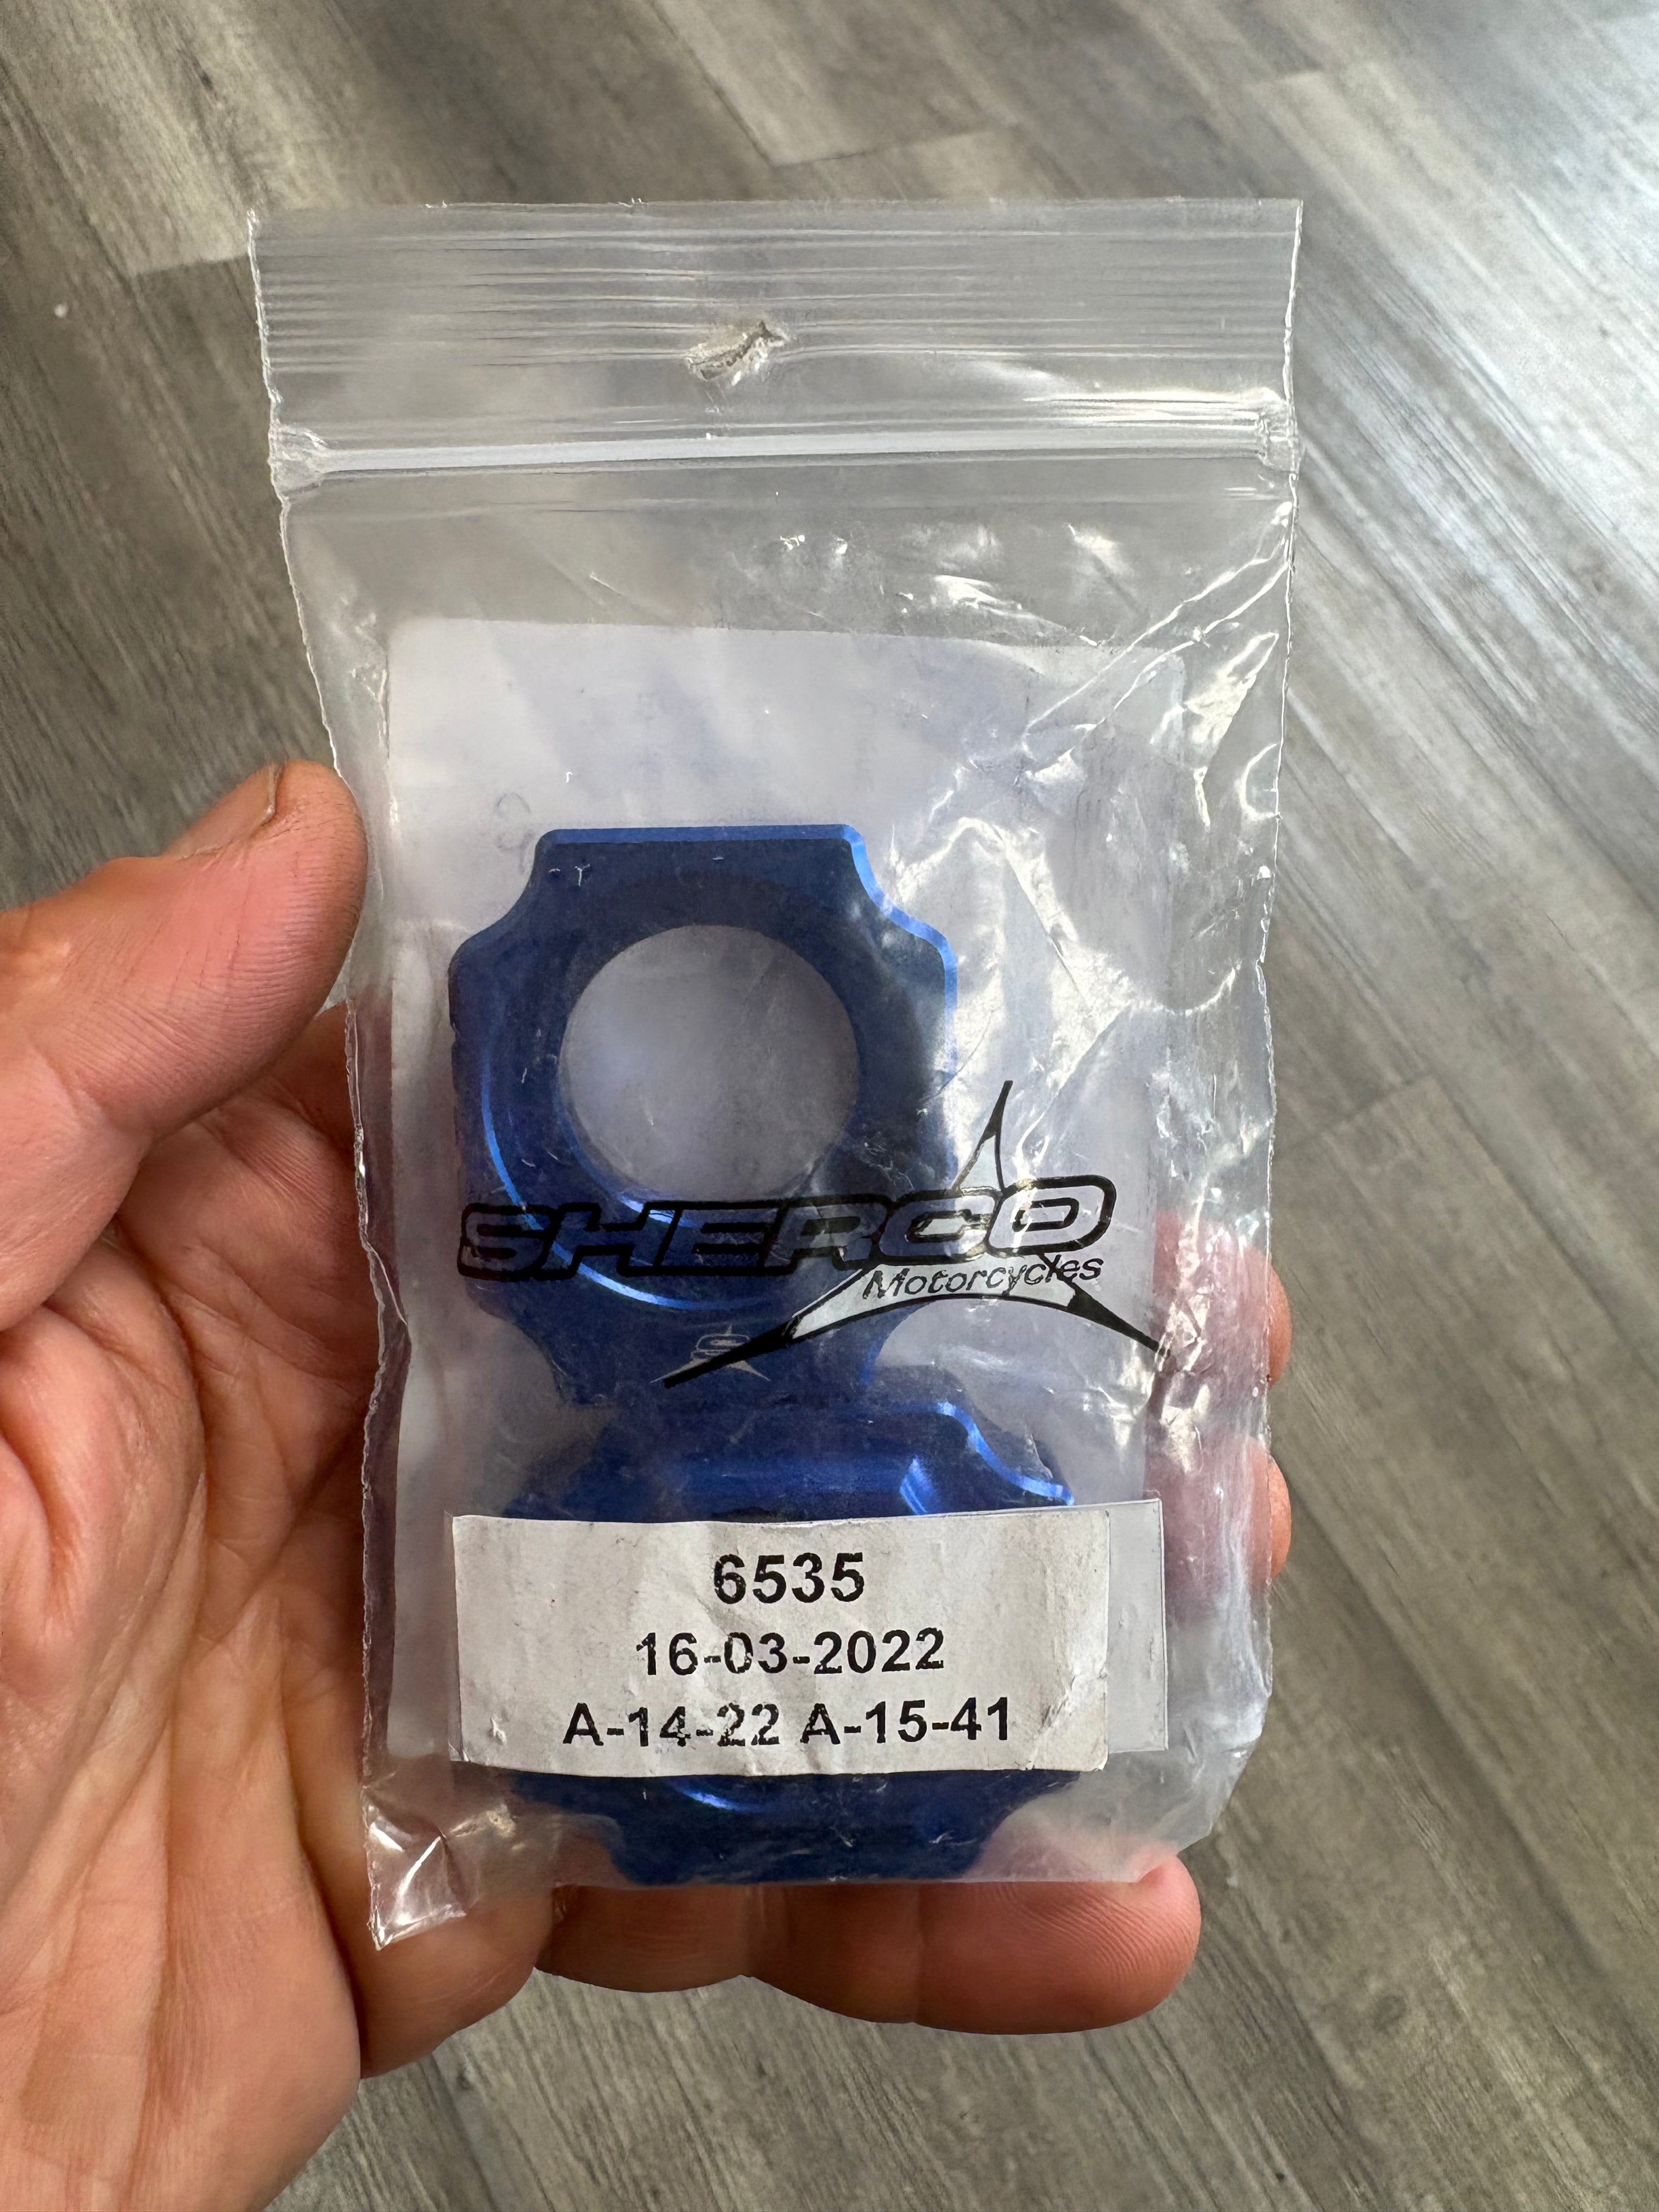 SHERCO
Motorcycles
6535
16-03-2022
A-14-22 A-15-41